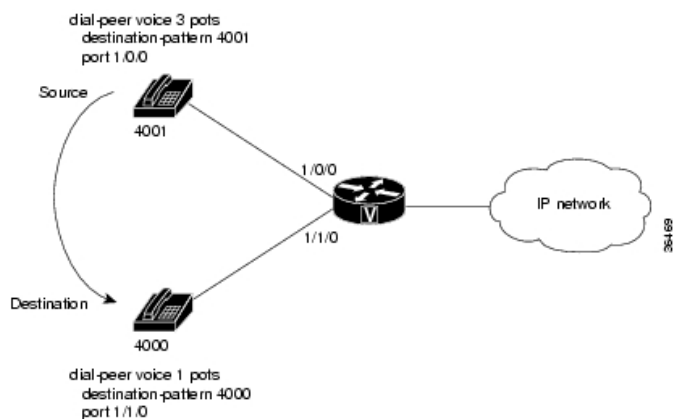 dial-peer voice 3 pots
destination-pattern 4001
port 1/0/0
Source
4001
1/0/0
V
IP network
36469
1/1/0
Destination
4000
dial-peer voice 1 pots
destination-pattern 4000
port 1/1/0